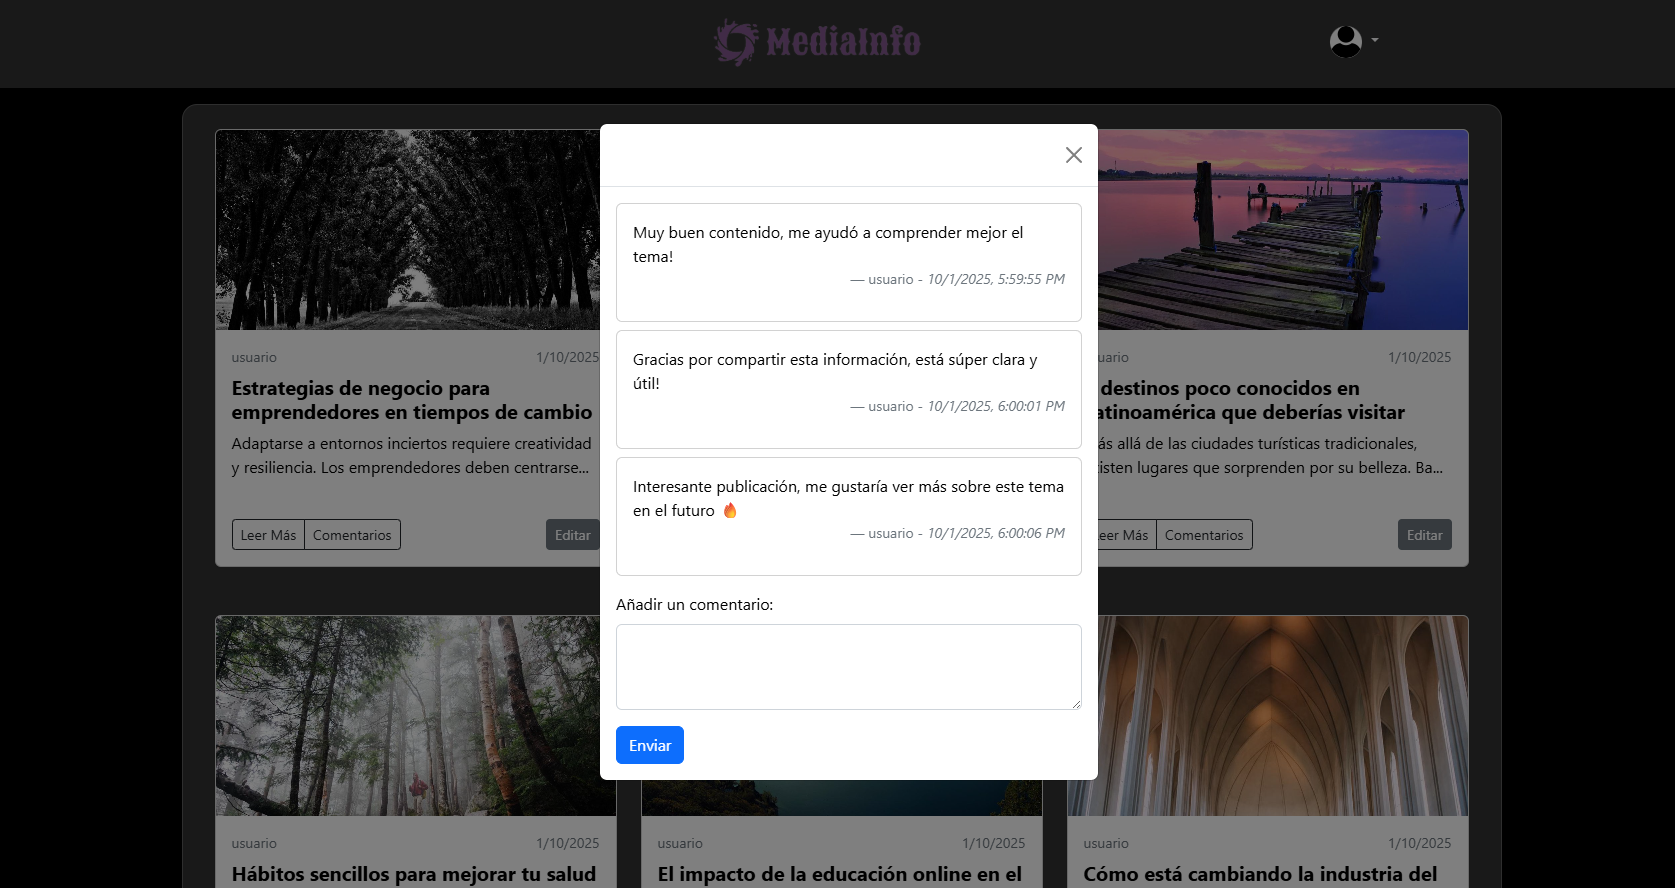 MediaInfo
Muy buen contenido, me ayudó a comprender mejor el
tema!
— usuario - 10/1/2025, 5:59:55 PM
Gracias por compartir esta información, está súper clara y
útil!
— usuario - 10/1/2025, 6:00:01 PM
Interesante publicación, me gustaría ver más sobre este tema
en el futuro 🔥
— usuario - 10/1/2025, 6:00:06 PM
Añadir un comentario:
Enviar
usuario 1/10/2025
Estrategias de negocio para
emprendedores en tiempos de cambio
Adaptarse a entornos inciertos requiere creatividad
y resiliencia. Los emprendedores deben centrarse...
Leer Más Comentarios Editar
1/10/2025
destinos poco conocidos en
que deberías visitar
allá de las ciudades turísticas tradicionales,
lugares que sorprenden por su belleza. Ba...
Más Comentarios Editar
usuario 1/10/2025
Hábitos sencillos para mejorar tu salud
usuario 1/10/2025
El impacto de la educación online en el
usuario 1/10/2025
Cómo está cambiando la industria del